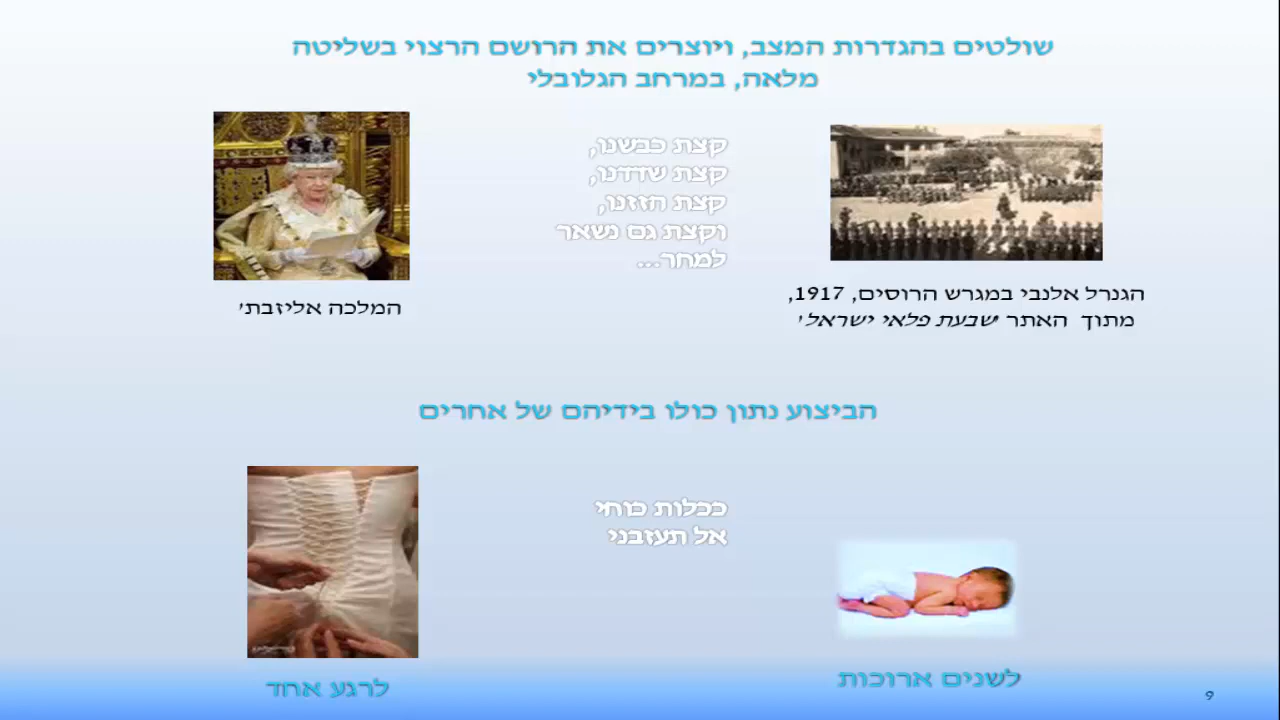 שולטים בהגדרות המצב, ויוצרים את הרושם הרצוי בשליטה
מלאה, במרחב הגלובלי
קצת כבשנו,
קצת שדדנו,
קצת הזזנו,
וקצת גם נשאר
למחר...
הגנרל אלנבי במגרש הרוסים, 1917,
מתוך האתר 'שבעת פלאי ישראל'
המלכה אליזבת'
הביצוע נתון כולו בידיהם של אחרים
ככלות כוחי
אל תעזבני
לשנים ארוכות
לרגע אחד
9